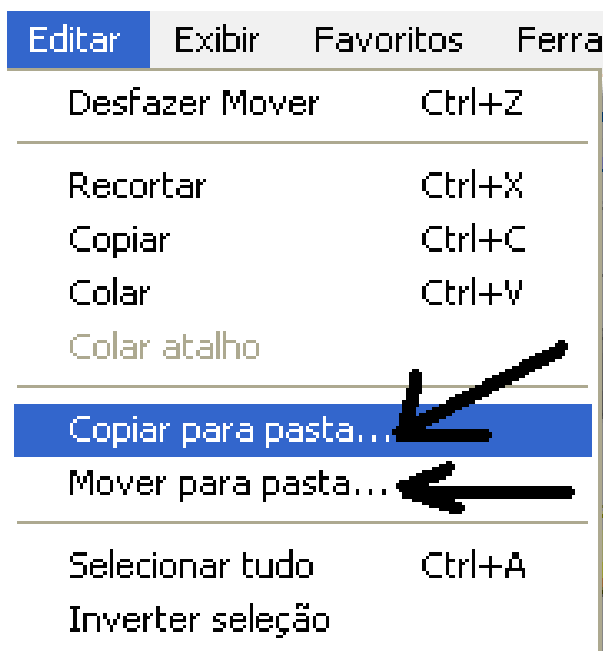 Editar Exibir Favoritos Ferra
Desfazer Mover Ctrl+Z
Recortar Ctrl+X
Copiar Ctrl+C
Colar Ctrl+V
Colar atalho
Copiar para pasta...
Mover para pasta...
Selecionar tudo Ctrl+A
Inverter seleção